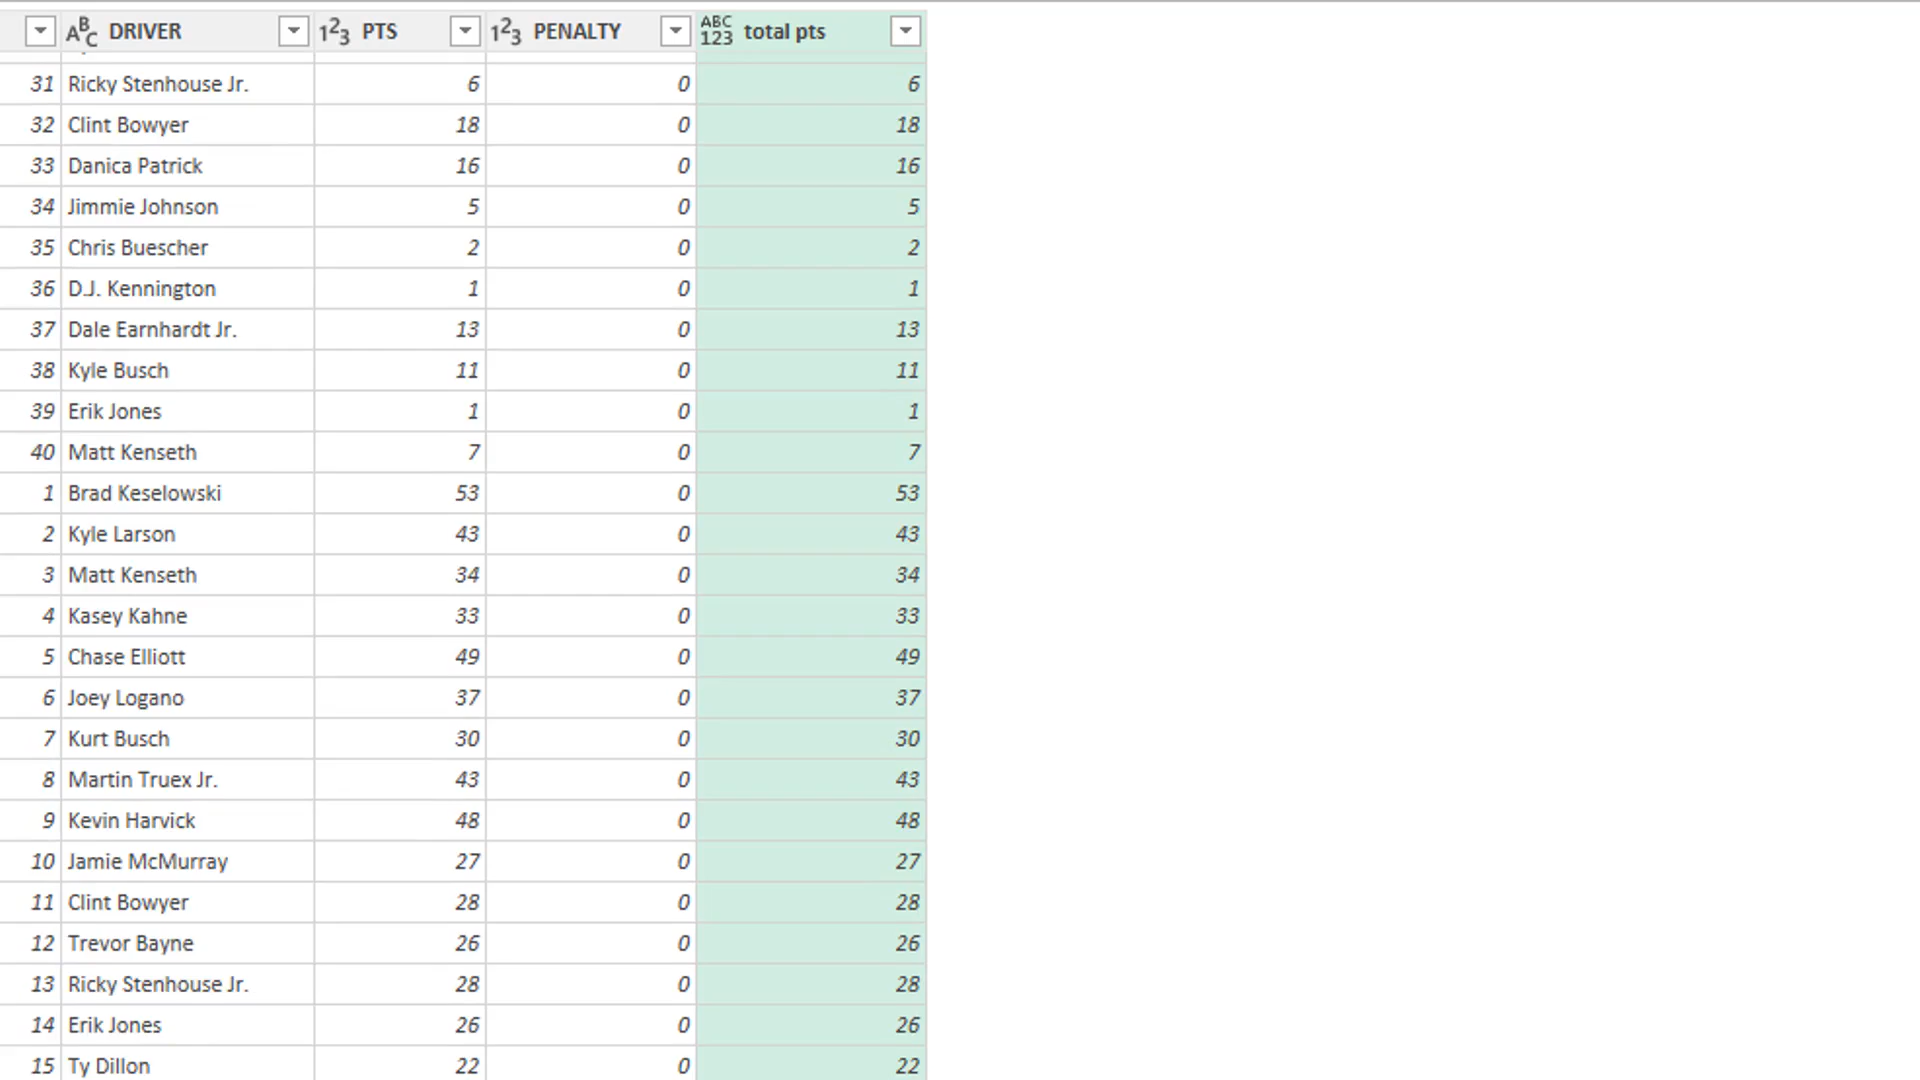 ABC DRIVER 123 PTS 123 PENALTY ABC 123 total pts
31 Ricky Stenhouse Jr. 6 0 6
32 Clint Bowyer 18 0 18
33 Danica Patrick 16 0 16
34 Jimmie Johnson 5 0 5
35 Chris Buescher 2 0 2
36 D.J. Kennington 1 0 1
37 Dale Earnhardt Jr. 13 0 13
38 Kyle Busch 11 0 11
39 Erik Jones 1 0 1
40 Matt Kenseth 7 0 7
1 Brad Keselowski 53 0 53
2 Kyle Larson 43 0 43
3 Matt Kenseth 34 0 34
4 Kasey Kahne 33 0 33
5 Chase Elliott 49 0 49
6 Joey Logano 37 0 37
7 Kurt Busch 30 0 30
8 Martin Truex Jr. 43 0 43
9 Kevin Harvick 48 0 48
10 Jamie McMurray 27 0 27
11 Clint Bowyer 28 0 28
12 Trevor Bayne 26 0 26
13 Ricky Stenhouse Jr. 28 0 28
14 Erik Jones 26 0 26
15 Ty Dillon 22 0 22